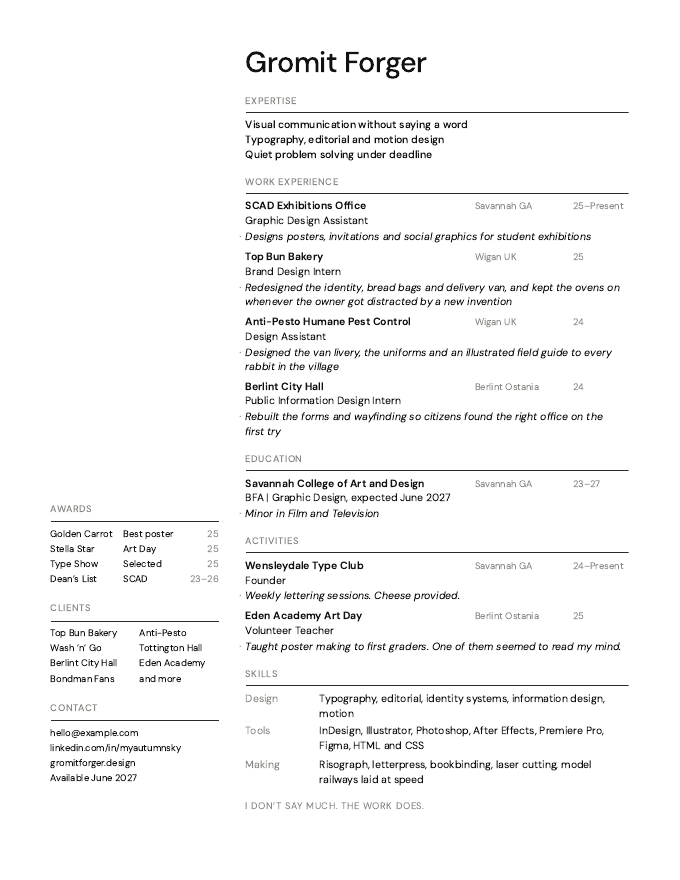 Gromit Forger
EXPERTISE
Visual communication without saying a word
Typography, editorial and motion design
Quiet problem solving under deadline
WORK EXPERIENCE
SCAD Exhibitions Office Savannah GA 25–Present
Graphic Design Assistant
· Designs posters, invitations and social graphics for student exhibitions
Top Bun Bakery Wigan UK 25
Brand Design Intern
· Redesigned the identity, bread bags and delivery van, and kept the ovens on
whenever the owner got distracted by a new invention
Anti-Pesto Humane Pest Control Wigan UK 24
Design Assistant
· Designed the van livery, the uniforms and an illustrated field guide to every
rabbit in the village
Berlint City Hall Berlint Ostania 24
Public Information Design Intern
· Rebuilt the forms and wayfinding so citizens found the right office on the
first try
EDUCATION
Savannah College of Art and Design Savannah GA 23–27
BFA | Graphic Design, expected June 2027
· Minor in Film and Television
ACTIVITIES
Wensleydale Type Club Savannah GA 24–Present
Founder
· Weekly lettering sessions. Cheese provided.
Eden Academy Art Day Berlint Ostania 25
Volunteer Teacher
· Taught poster making to first graders. One of them seemed to read my mind.
SKILLS
Design Typography, editorial, identity systems, information design,
motion
Tools InDesign, Illustrator, Photoshop, After Effects, Premiere Pro,
Figma, HTML and CSS
Making Risograph, letterpress, bookbinding, laser cutting, model
railways laid at speed
I DON'T SAY MUCH. THE WORK DOES.
AWARDS
Golden Carrot Best poster 25
Stella Star Art Day 25
Type Show Selected 25
Dean's List SCAD 23–26
CLIENTS
Top Bun Bakery Anti-Pesto
Wash 'n' Go Tottington Hall
Berlint City Hall Eden Academy
Bondman Fans and more
CONTACT
hello@example.com
linkedin.com/in/myautumnsky
gromitforger.design
Available June 2027